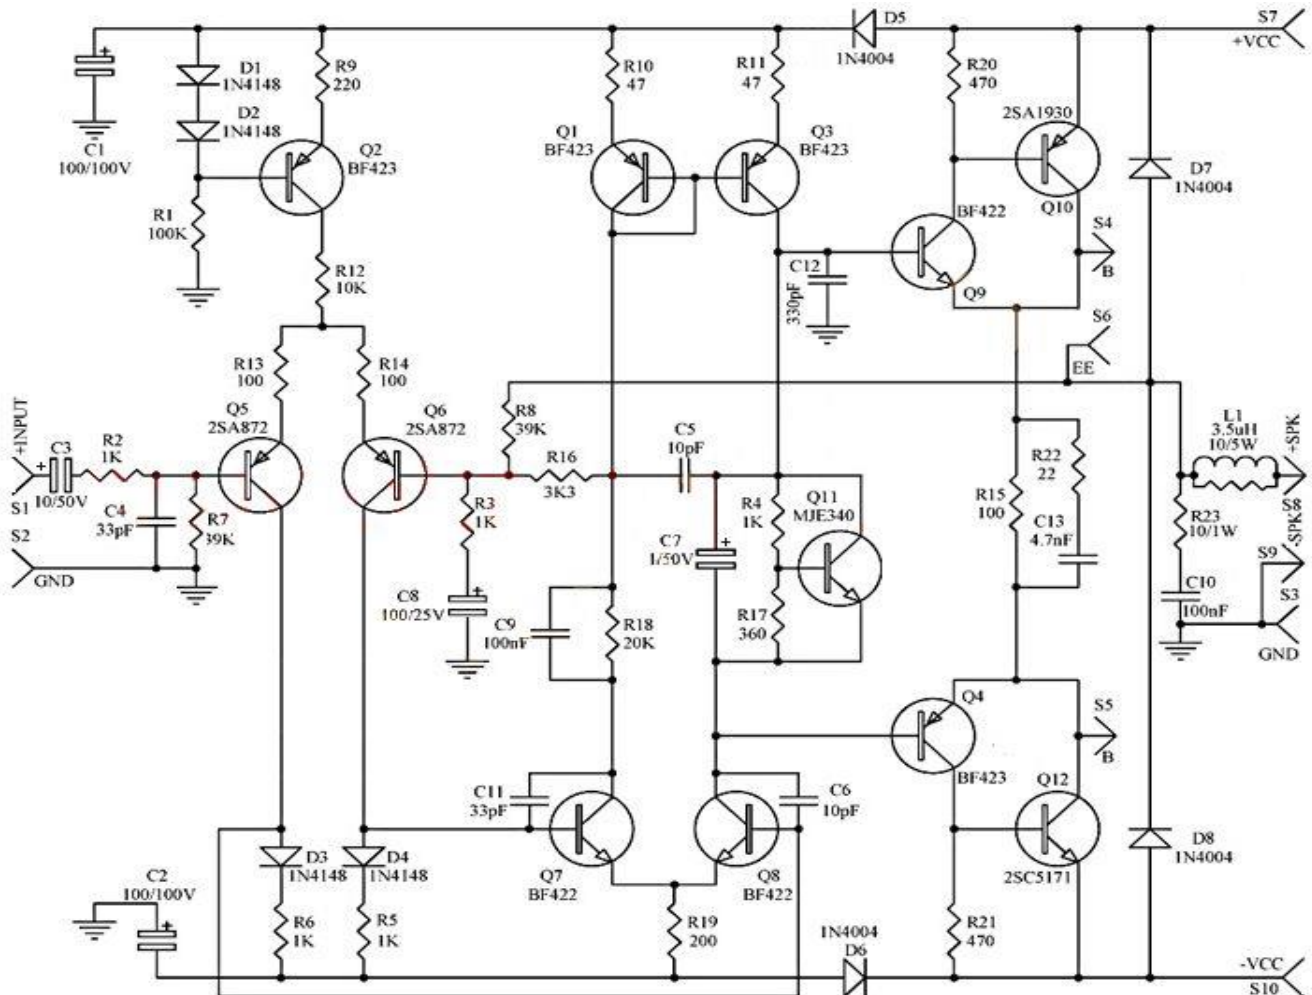 D5
1N4004
S7
+VCC
D1
1N4148
R9
220
R10
47
R11
47
R20
470
2SA1930
D2
1N4148
C1
100/100V
Q2
BF423
Q1
BF423
Q3
BF423
D7
1N4004
R1
100K
BF422
Q10
S4
B
R12
10K
C12
330pF
Q9
S6
EE
R13
100
R14
100
Q5
2SA872
Q6
2SA872
R8
39K
C5
10pF
L1
3.5uH
10/5W
+INPUT
C3
10/50V
R2
1K
R16
3K3
R22
22
+SPK
S8
S1
C4
33pF
R7
39K
R3
1K
R4
1K
Q11
MJE340
R15
100
C13
4.7nF
R23
10/1W
-SPK
S9
S2
GND
C7
1/50V
C8
100/25V
C9
100nF
R18
20K
R17
360
C10
100nF
S3
GND
Q4
BF423
S5
B
C11
33pF
C6
10pF
Q12
D3
1N4148
D4
1N4148
Q7
BF422
Q8
BF422
2SC5171
D8
1N4004
C2
100/100V
R6
1K
R5
1K
R19
200
1N4004
D6
R21
470
-VCC
S10